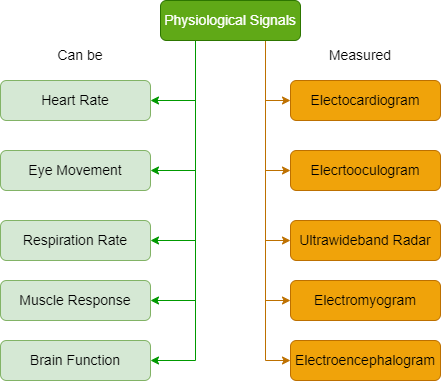 Physiological Signals
Can be
Measured
Heart Rate
Electocardiogram
Eye Movement
Elecrtooculogram
Respiration Rate
Ultrawideband Radar
Muscle Response
Electromyogram
Brain Function
Electroencephalogram